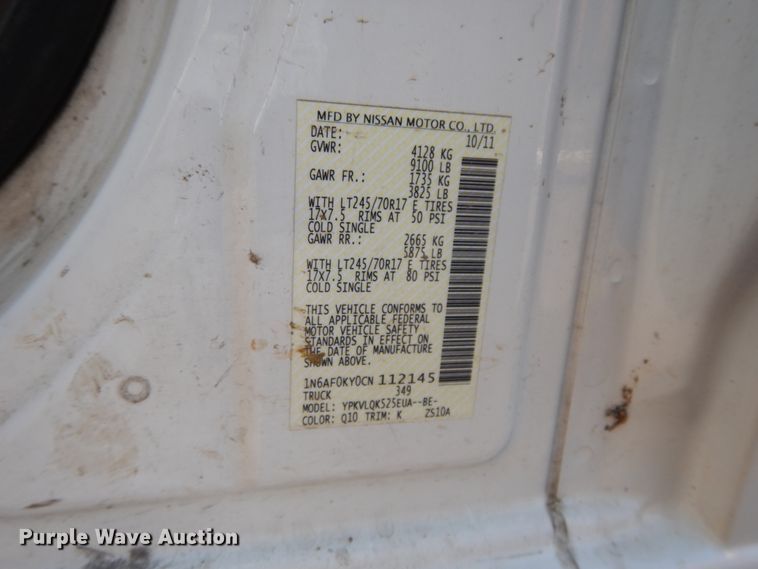 MFD BY NISSAN MOTOR CO., LTD.
DATE: 10/11
GVWR: 4128 KG
9100 LB
GAWR FR.: 1735 KG
3825 LB
WITH LT245/70R17 E TIRES
17X7.5 RIMS AT 50 PSI
COLD SINGLE
GAWR RR.: 2665 KG
5875 LB
WITH LT245/70R17 E TIRES
17X7.5 RIMS AT 80 PSI
COLD SINGLE
THIS VEHICLE CONFORMS TO
ALL APPLICABLE FEDERAL
MOTOR VEHICLE SAFETY
STANDARDS IN EFFECT ON
THE DATE OF MANUFACTURE
SHOWN ABOVE.
1N6AF0KY0CN 112145
TRUCK 349
MODEL: YPKVLQK525EUA--BE-
COLOR: Q10 TRIM: K ZS10A
Purple Wave Auction